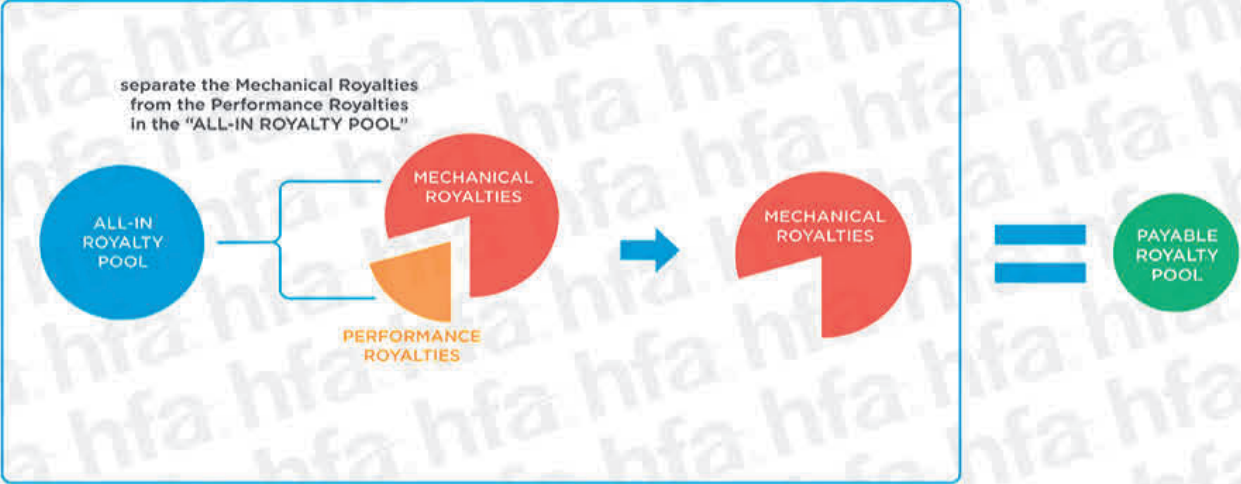 separate the Mechanical Royalties
from the Performance Royalties
in the “ALL-IN ROYALTY POOL”
ALL-IN
ROYALTY
POOL
MECHANICAL
ROYALTIES
PERFORMANCE
ROYALTIES
MECHANICAL
ROYALTIES
PAYABLE
ROYALTY
POOL